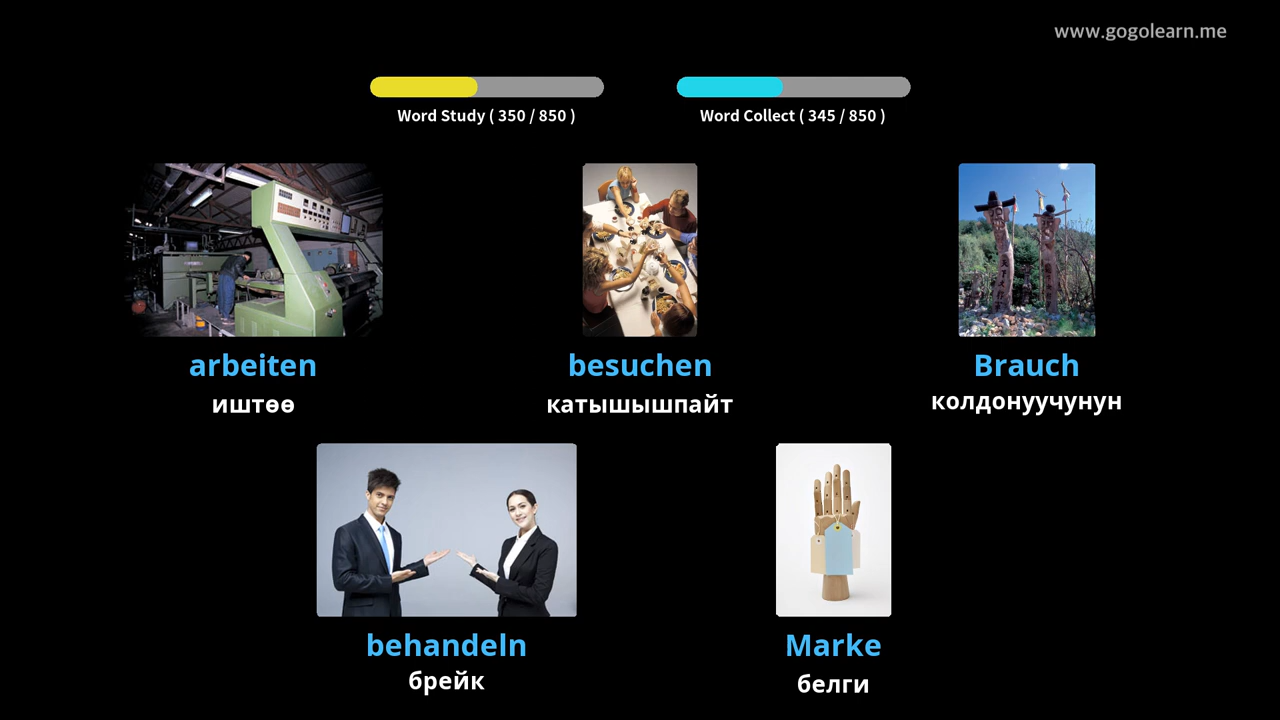 www.gogolearn.me
Word Study ( 350 / 850 )
Word Collect ( 345 / 850 )
arbeiten
иштөө
besuchen
катышышпайт
Brauch
колдонуучунун
behandeln
брейк
Marke
белги